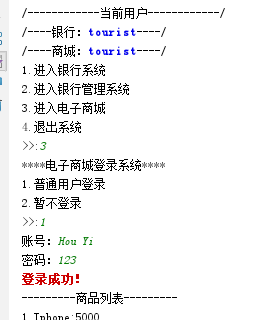 /------------当前用户------------/
/----银行：tourist----/
/----商城：tourist----/
1.进入银行系统
2.进入银行管理系统
3.进入电子商城
4.退出系统
>>:3
****电子商城登录系统****
1.普通用户登录
2.暂不登录
>>:1
账号：Hou Yi
密码：123
登录成功！
---------商品列表---------
1.Iphone:5000